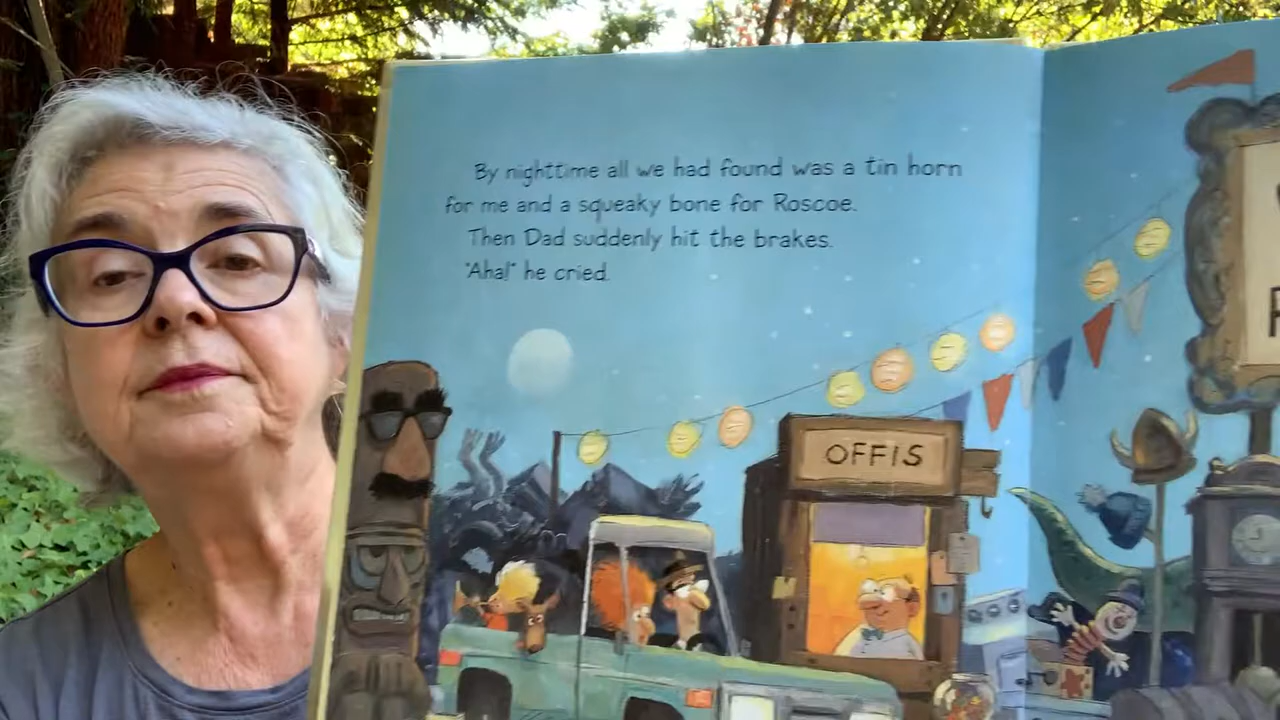 By nighttime all we had found was a tin horn
for me and a squeaky bone for Roscoe.
Then Dad suddenly hit the brakes.
"Aha!" he cried.
OFFIS